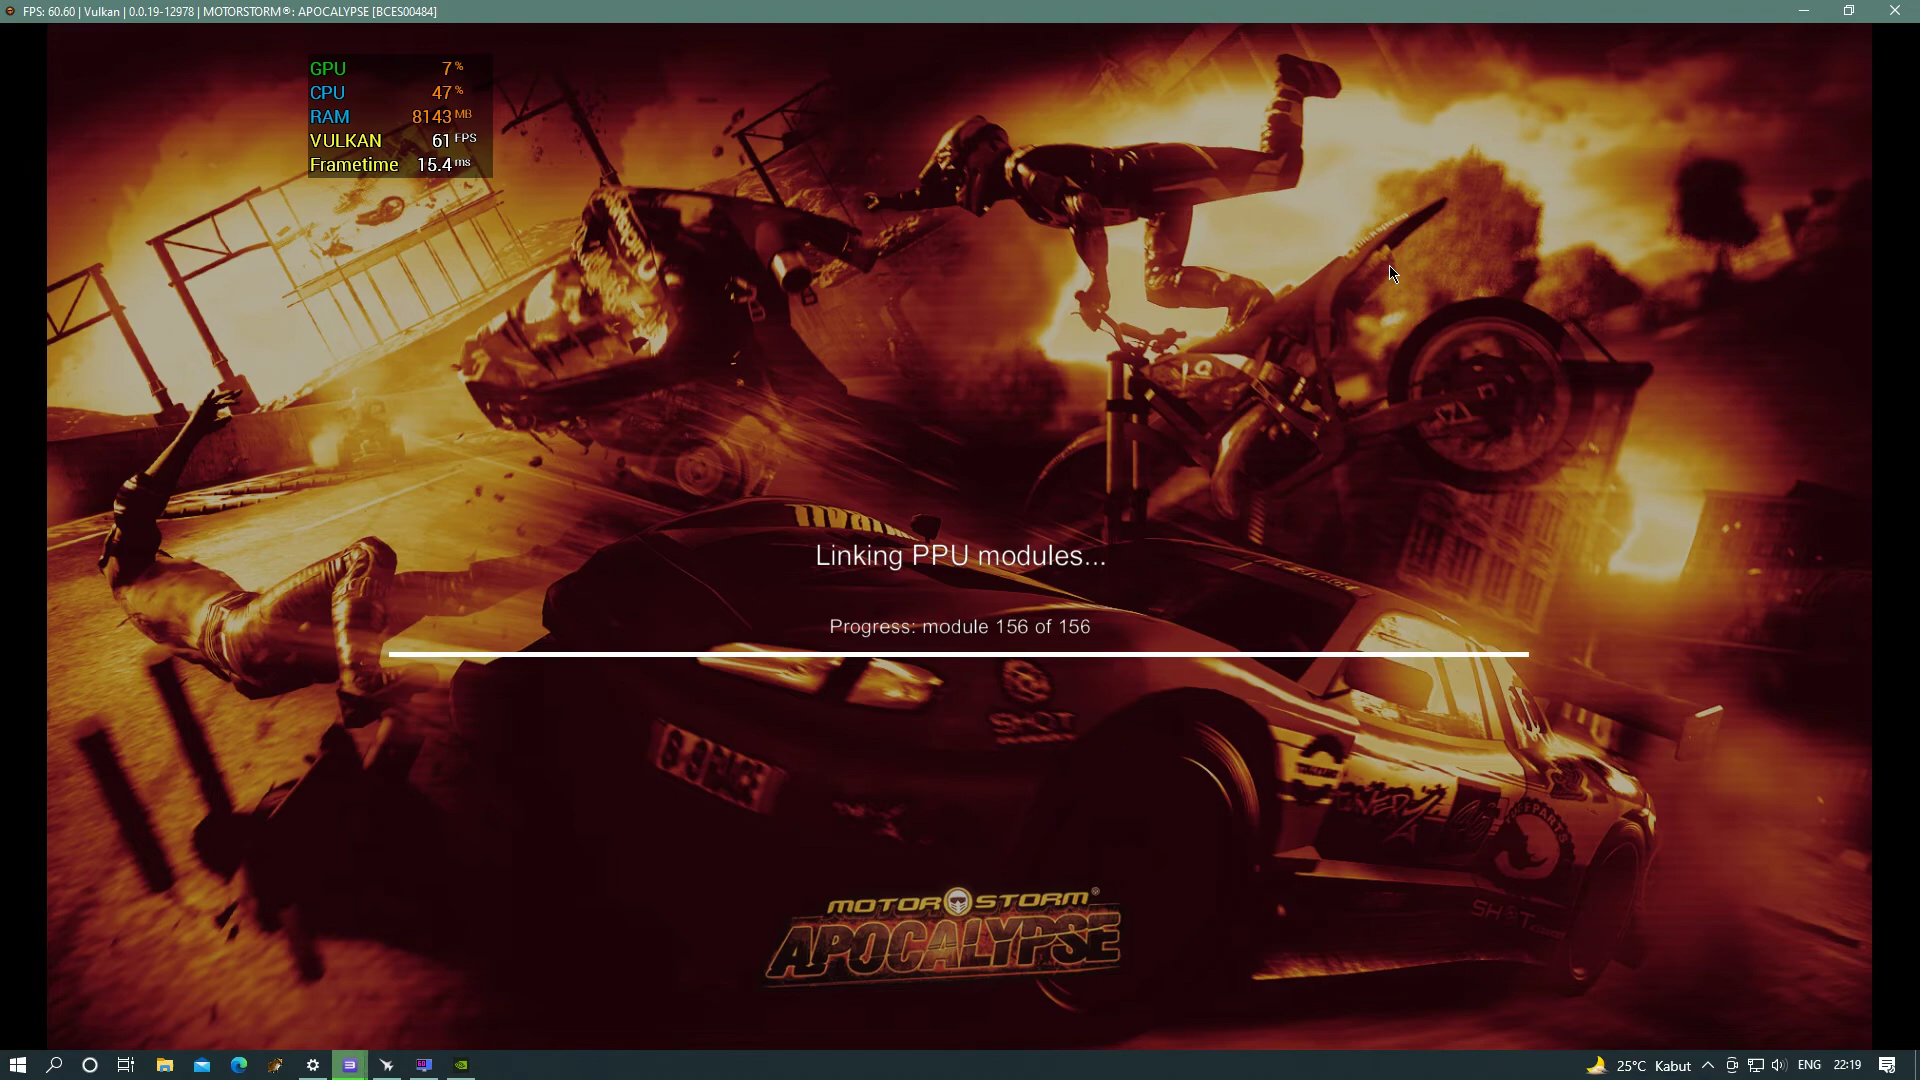 FPS: 60.60 | Vulkan | 0.0.19-12978 | MOTORSTORM®: APOCALYPSE [BCES00484]
GPU 7 %
CPU 47 %
RAM 8143 MB
VULKAN 61 FPS
Frametime 15.4 ms
Linking PPU modules...
Progress: module 156 of 156
SHOT
MOTORSTORM®
APOCALYPSE
SHOT
25°C Kabut
ENG
22:19